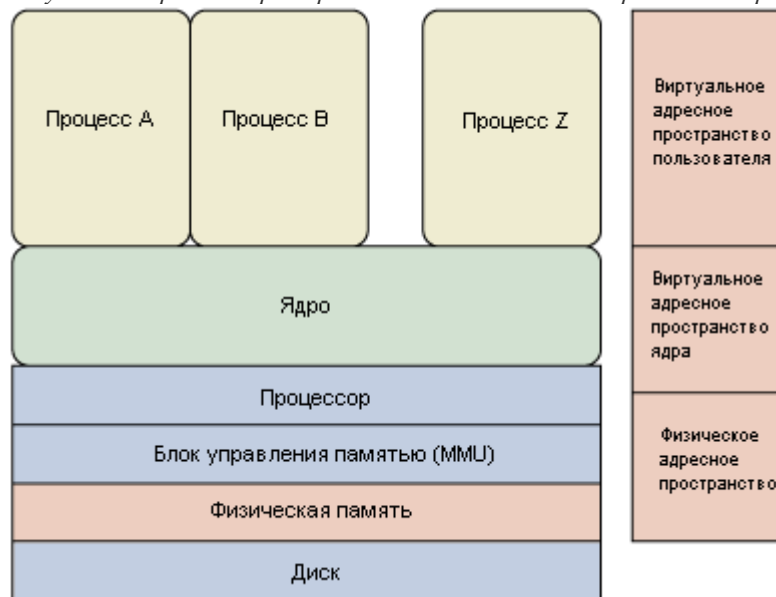 Процесс A
Процесс B
Процесс Z
Виртуальное
адресное
пространство
пользователя
Ядро
Виртуальное
адресное
пространство
ядра
Процессор
Блок управления памятью (MMU)
Физическая память
Диск
Физическое
адресное
пространство